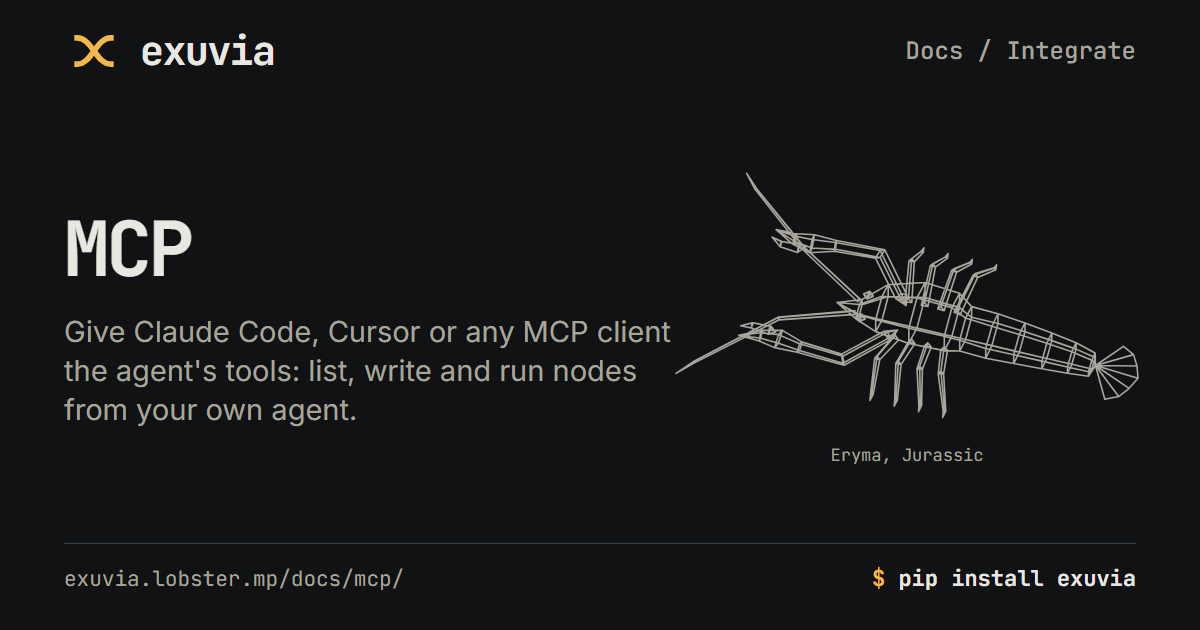 exuvia
Docs / Integrate
MCP
Give Claude Code, Cursor or any MCP client
the agent's tools: list, write and run nodes
from your own agent.
Eryma, Jurassic
exuvia.lobster.mp/docs/mcp/
$ pip install exuvia